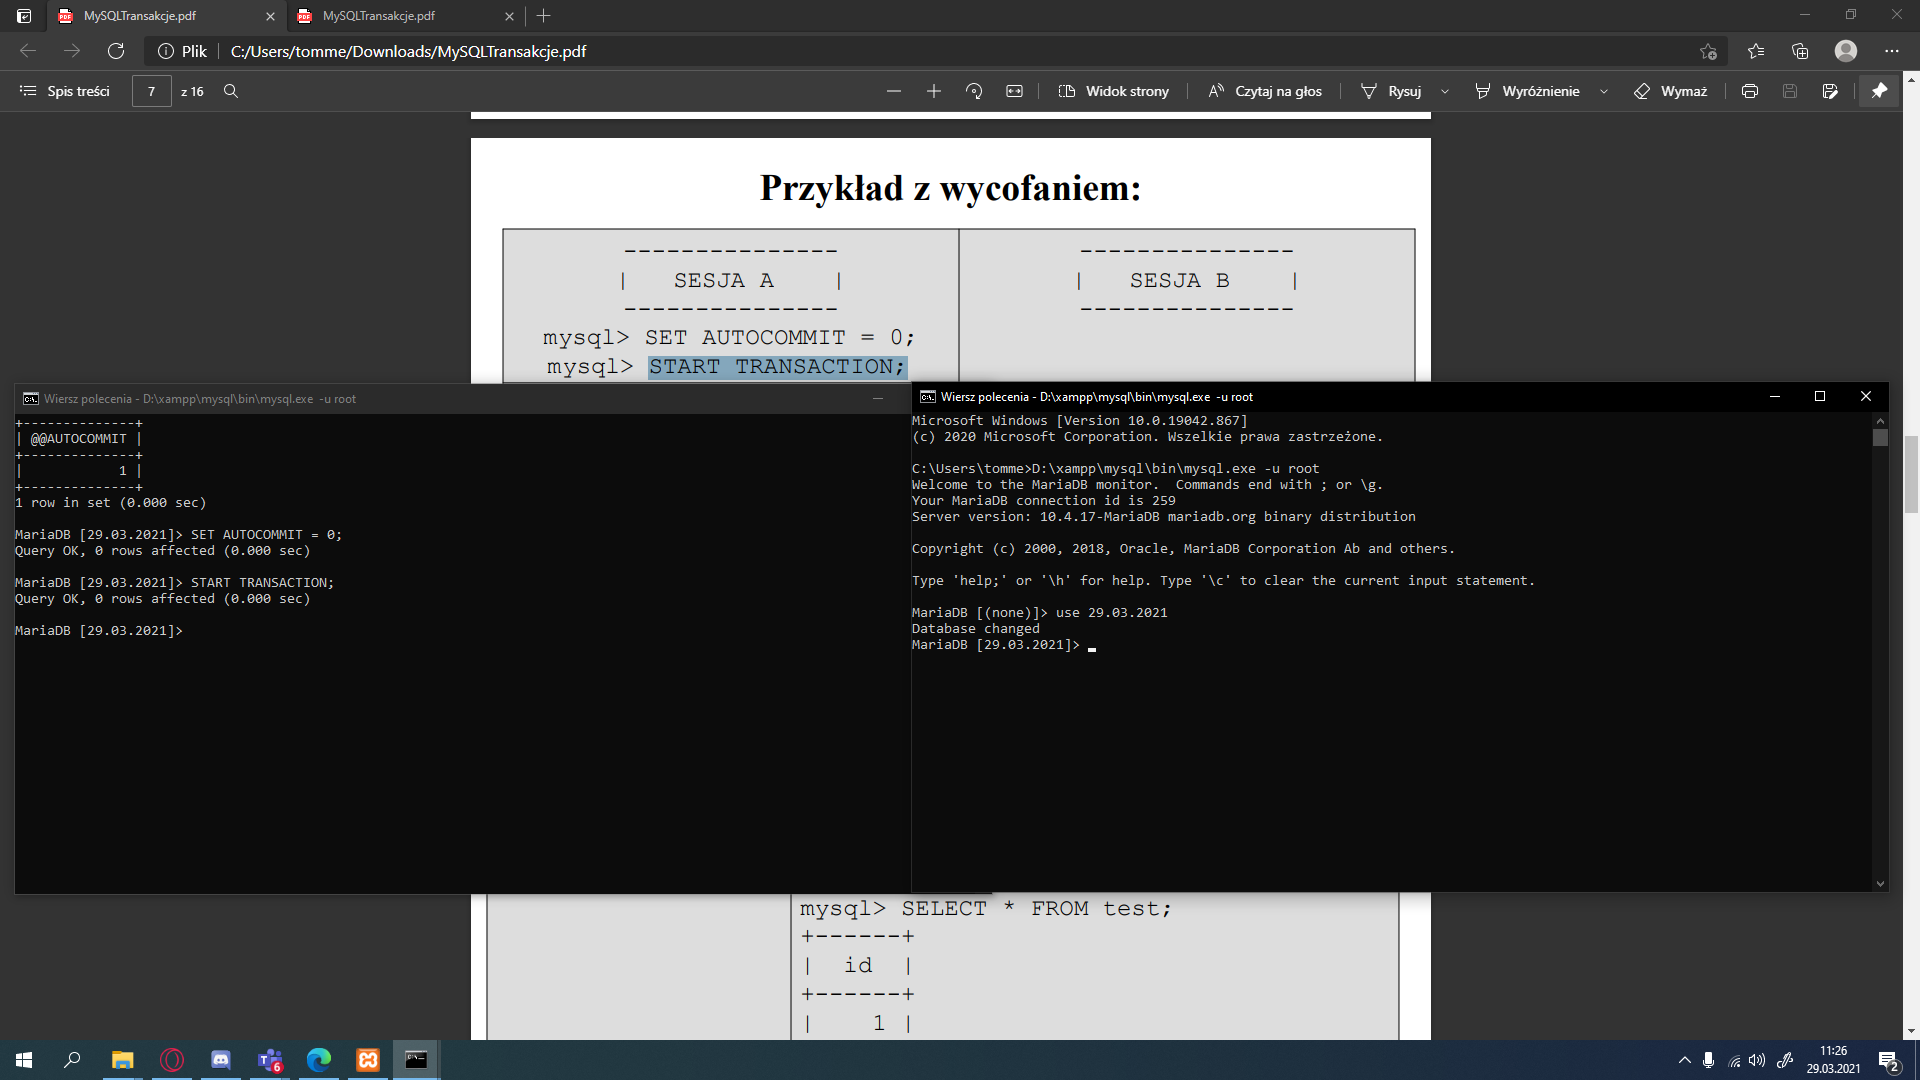 MySQLTransakcje.pdf
MySQLTransakcje.pdf
Plik
C:/Users/tomme/Downloads/MySQLTransakcje.pdf
Spis treści
7
z 16
Widok strony
Czytaj na głos
Rysuj
Wyróżnienie
Wymaż
Przykład z wycofaniem:
---------------
| SESJA A |
---------------
mysql> SET AUTOCOMMIT = 0;
mysql> START TRANSACTION;
---------------
| SESJA B |
---------------
Wiersz polecenia - D:\xampp\mysql\bin\mysql.exe -u root
+--------------+
| @@AUTOCOMMIT |
+--------------+
|            1 |
+--------------+
1 row in set (0.000 sec)
MariaDB [29.03.2021]> SET AUTOCOMMIT = 0;
Query OK, 0 rows affected (0.000 sec)
MariaDB [29.03.2021]> START TRANSACTION;
Query OK, 0 rows affected (0.000 sec)
MariaDB [29.03.2021]>
Wiersz polecenia - D:\xampp\mysql\bin\mysql.exe -u root
Microsoft Windows [Version 10.0.19042.867]
(c) 2020 Microsoft Corporation. Wszelkie prawa zastrzeżone.
C:\Users\tomme>D:\xampp\mysql\bin\mysql.exe -u root
Welcome to the MariaDB monitor.  Commands end with ; or \g.
Your MariaDB connection id is 259
Server version: 10.4.17-MariaDB mariadb.org binary distribution
Copyright (c) 2000, 2018, Oracle, MariaDB Corporation Ab and others.
Type 'help;' or '\h' for help. Type '\c' to clear the current input statement.
MariaDB [(none)]> use 29.03.2021
Database changed
MariaDB [29.03.2021]>
mysql> SELECT * FROM test;
+------+
|  id  |
+------+
|    1 |
6
11:26
29.03.2021
2